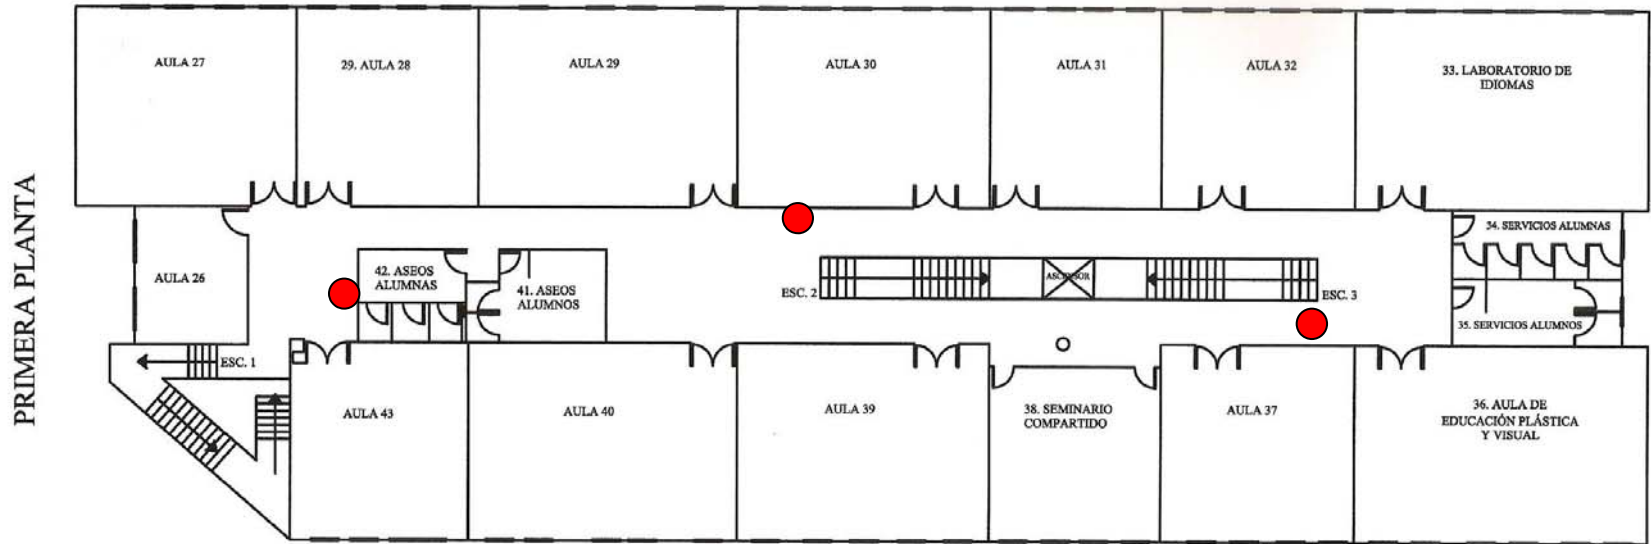 PRIMERA PLANTA
AULA 27
29. AULA 28
AULA 29
AULA 30
AULA 31
AULA 32
33. LABORATORIO DE
IDIOMAS
AULA 26
42. ASEOS
ALUMNAS
41. ASEOS
ALUMNOS
ESC. 2
ASCENSOR
ESC. 3
34. SERVICIOS ALUMNAS
35. SERVICIOS ALUMNOS
ESC. 1
AULA 43
AULA 40
AULA 39
38. SEMINARIO
COMPARTIDO
AULA 37
36. AULA DE
EDUCACIÓN PLÁSTICA
Y VISUAL